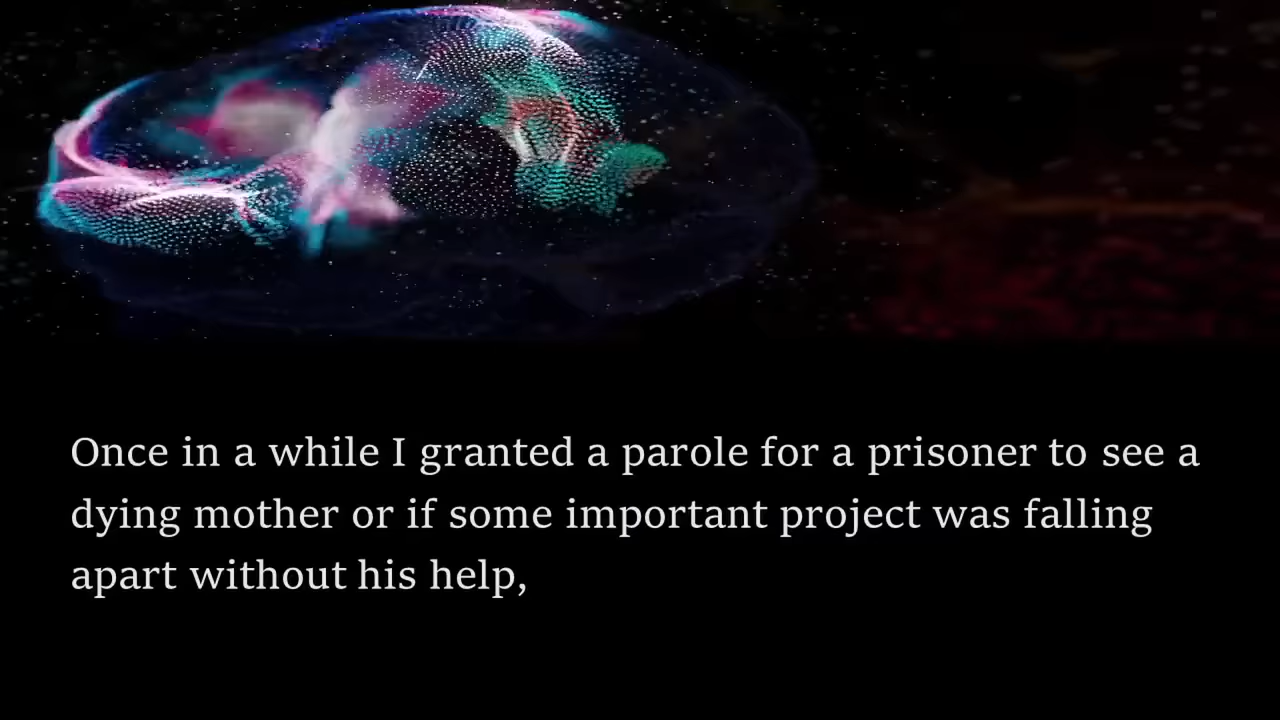 Once in a while I granted a parole for a prisoner to see a
dying mother or if some important project was falling
apart without his help,